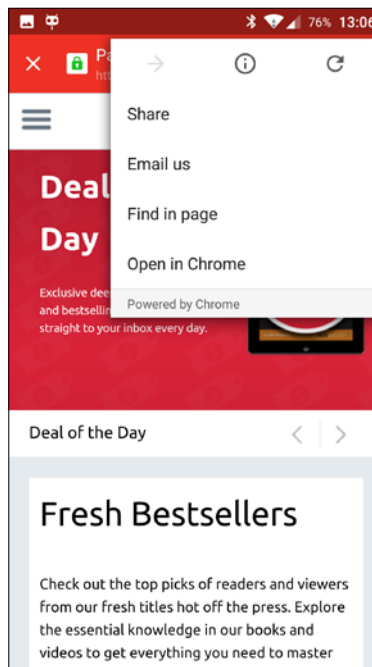 76% 13:06
Pa
htt
Share
Email us
Find in page
Open in Chrome
Powered by Chrome
Deal
Day
Exclusive dee
and bestsellin
straight to your inbox every day.
Deal of the Day
Fresh Bestsellers
Check out the top picks of readers and viewers
from our fresh titles hot off the press. Explore
the essential knowledge in our books and
videos to get everything you need to master